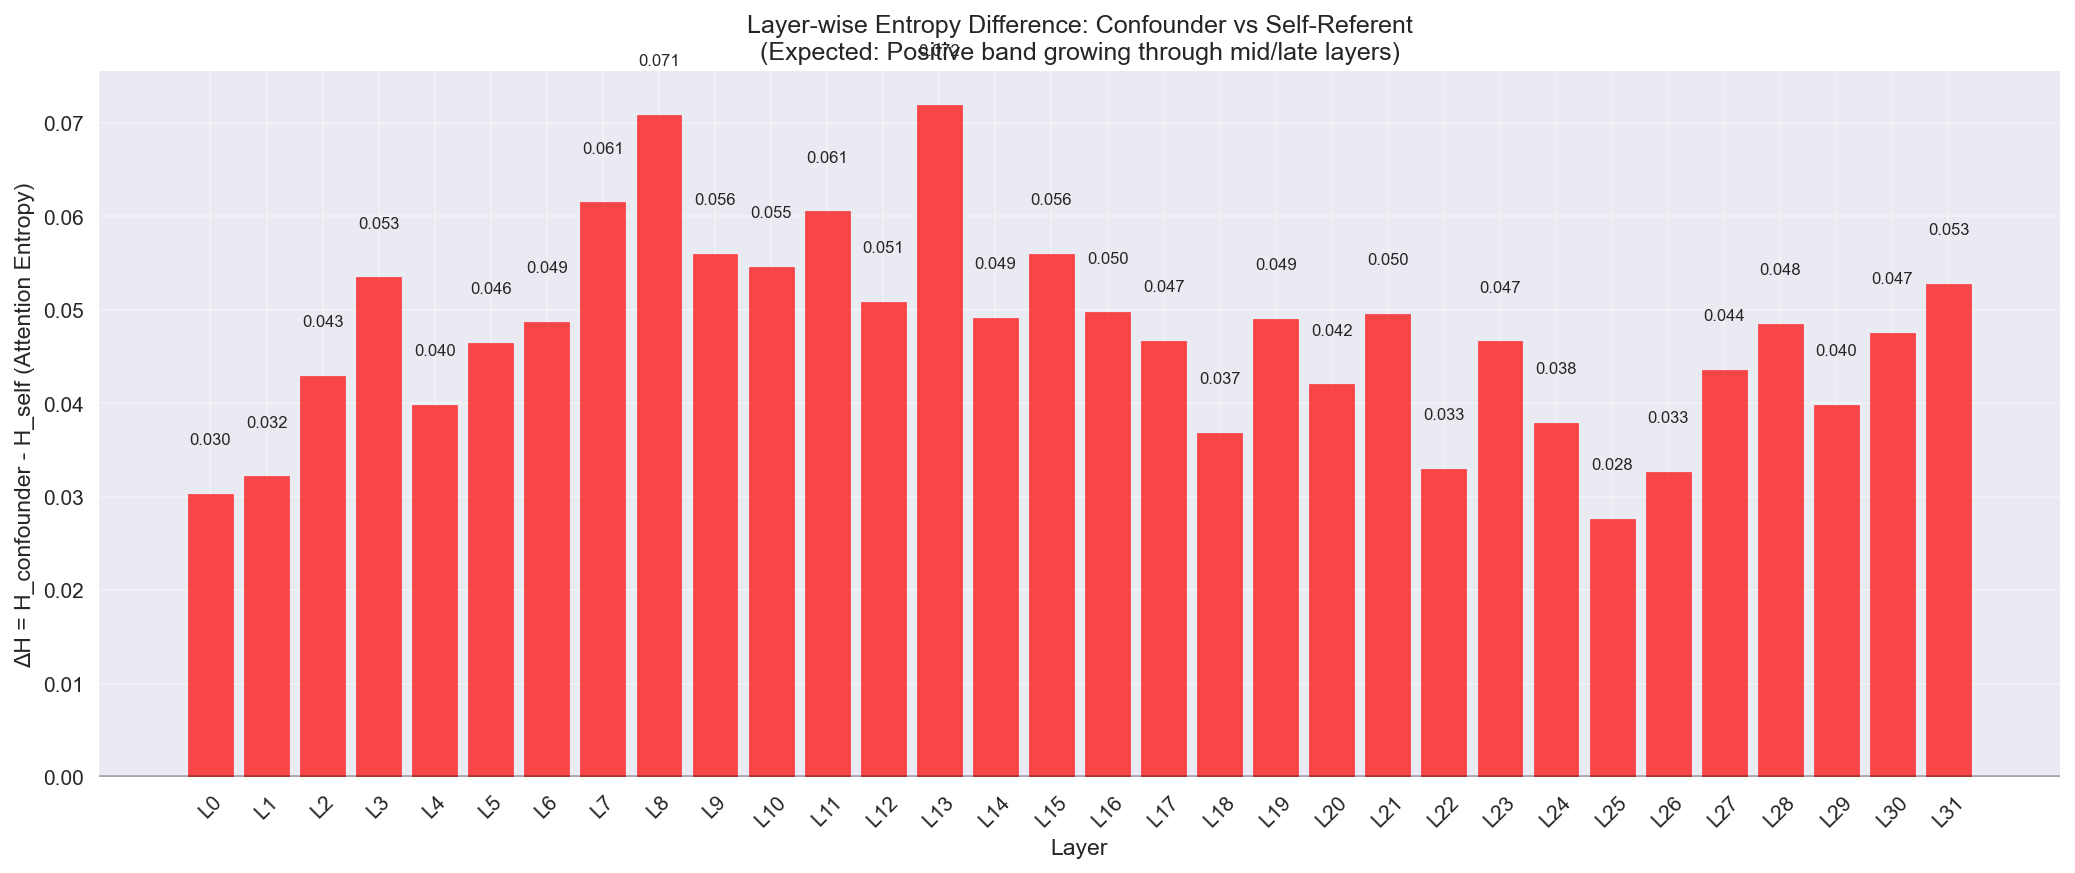 Layer-wise Entropy Difference: Confounder vs Self-Referent
(Expected: Positive band growing through mid/late layers)
ΔH = H_confounder - H_self (Attention Entropy)
0.07
0.06
0.05
0.04
0.03
0.02
0.01
0.00
0.030
0.032
0.043
0.053
0.040
0.046
0.049
0.061
0.071
0.056
0.055
0.061
0.051
0.072
0.049
0.056
0.050
0.047
0.037
0.049
0.042
0.050
0.033
0.047
0.038
0.028
0.033
0.044
0.048
0.040
0.047
0.053
L0
L1
L2
L3
L4
L5
L6
L7
L8
L9
L10
L11
L12
L13
L14
L15
L16
L17
L18
L19
L20
L21
L22
L23
L24
L25
L26
L27
L28
L29
L30
L31
Layer